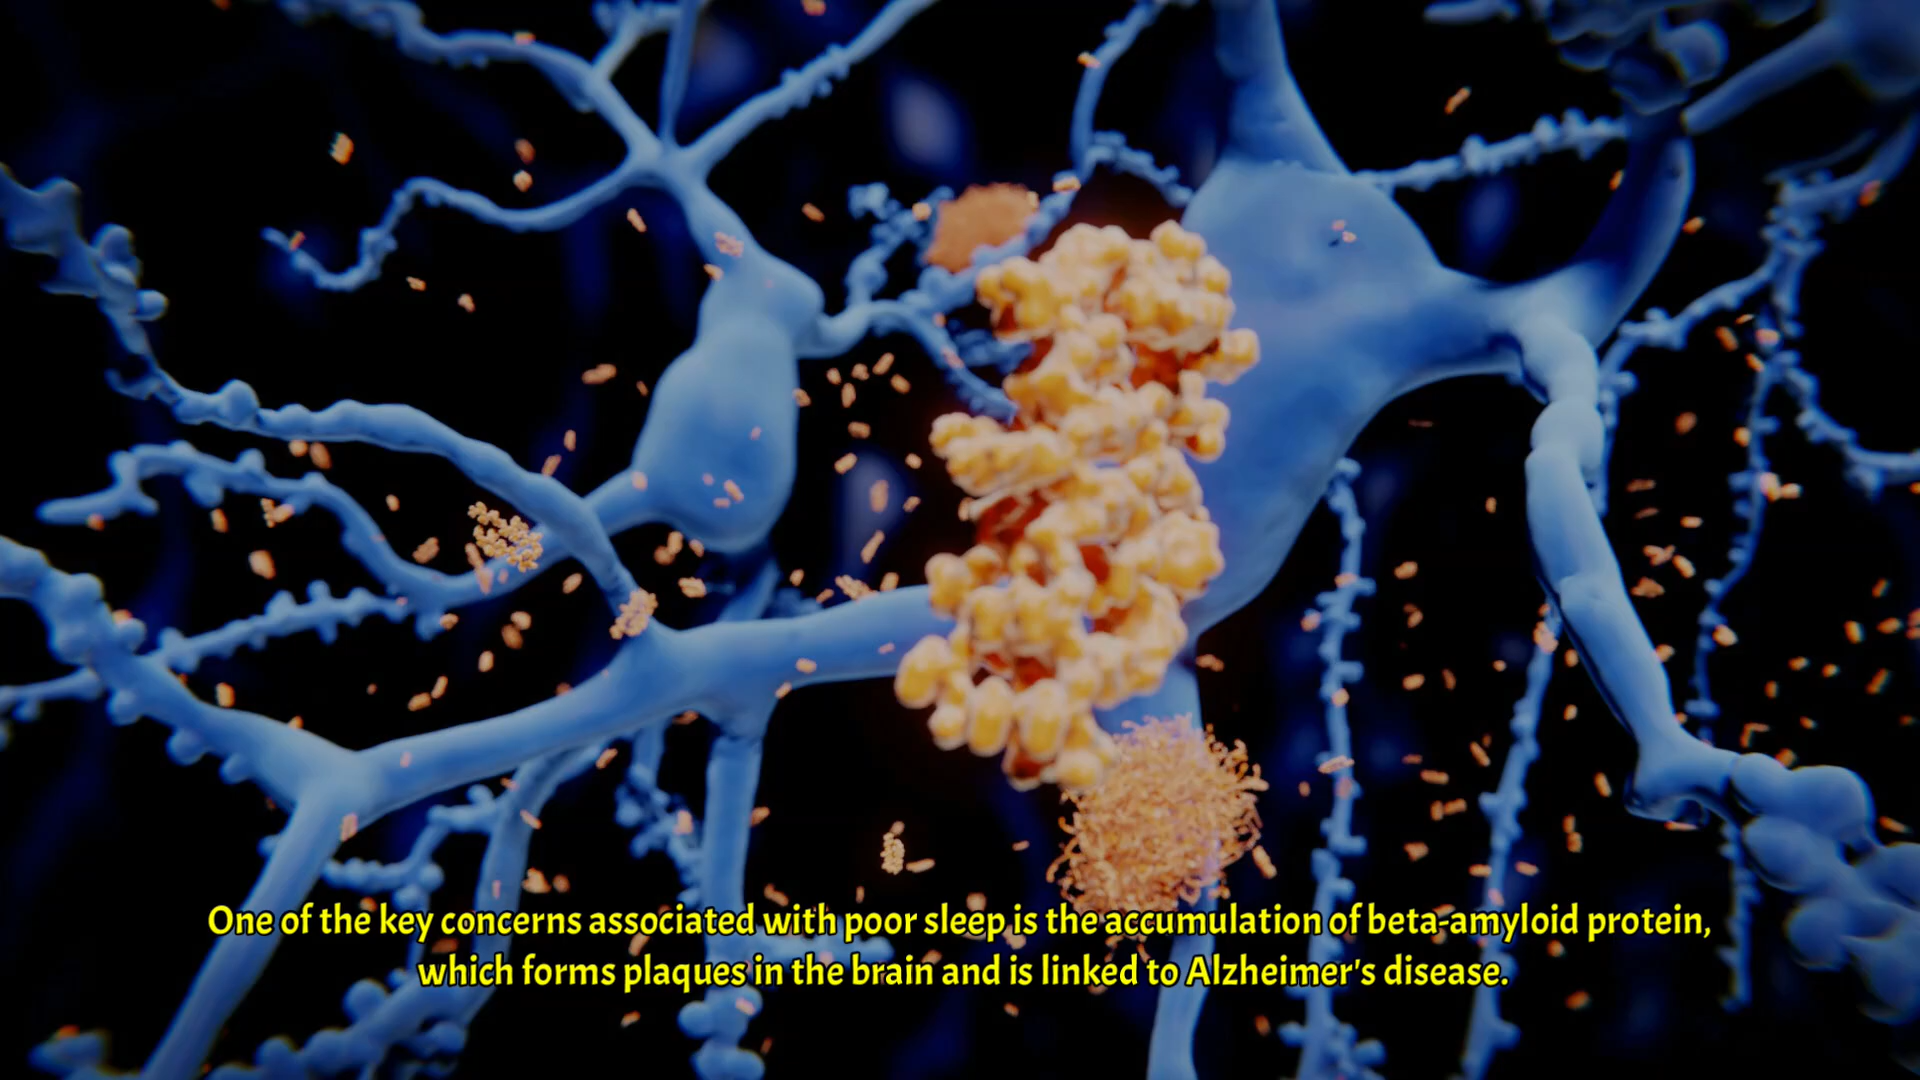 One of the key concerns associated with poor sleep is the accumulation of beta-amyloid protein,
which forms plaques in the brain and is linked to Alzheimer's disease.